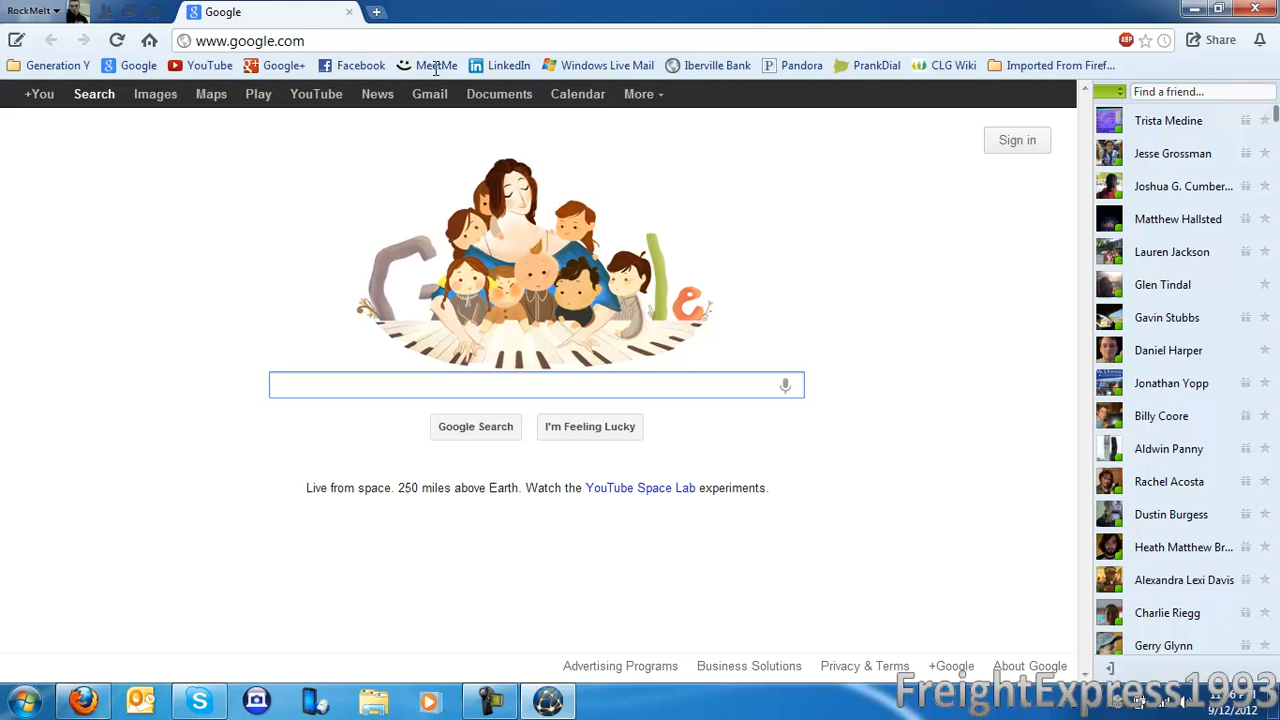 RockMelt
Google
www.google.com
ABP
Share
Generation Y Google YouTube Google+ Facebook MeetMe LinkedIn Windows Live Mail Iberville Bank Pandora PrankDial CLG Wiki Imported From Firef...
+You Search Images Maps Play YouTube News Gmail Documents Calendar More
Find a friend...
Sign in
G le
Google Search I'm Feeling Lucky
Live from space. 250 miles above Earth. Watch the YouTube Space Lab experiments.
Advertising Programs Business Solutions Privacy & Terms +Google About Google
Trista Medine
Jesse Grossman
Joshua G. Cumber...
Matthew Hallsted
Lauren Jackson
Glen Tindal
Gavin Stubbs
Daniel Harper
Jonathan Yopp
Billy Coore
Aldwin Panny
Rachel Acosta
Dustin Burgess
Heath Matthew Br...
Alexandra Lexi Davis
Charlie Riegg
Gerry Glynn
FreightExpress1993
9/12/2012